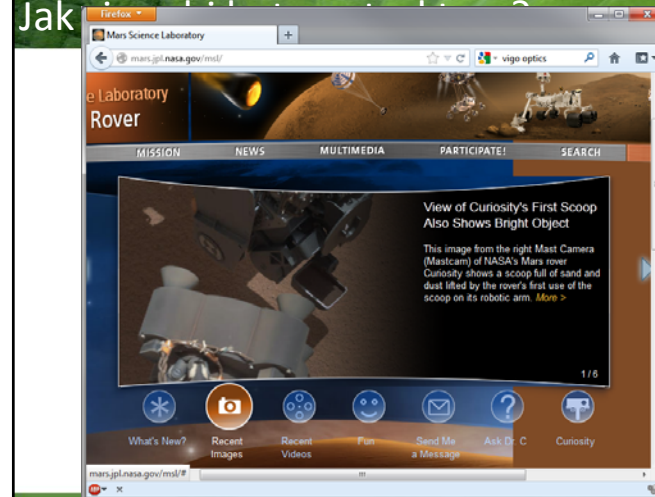 Jak
Firefox
Mars Science Laboratory
+
mars.jpl.nasa.gov/msl/
vigo optics
e Laboratory
Rover
MISSION NEWS MULTIMEDIA PARTICIPATE! SEARCH
View of Curiosity's First Scoop
Also Shows Bright Object
This image from the right Mast Camera
(Mastcam) of NASA's Mars rover
Curiosity shows a scoop full of sand and
dust lifted by the rover's first use of the
scoop on its robotic arm. More >
1 / 6
What's New? Recent Images Recent Videos Fun Send Me a Message Ask Dr. C Curiosity
mars.jpl.nasa.gov/msl/#